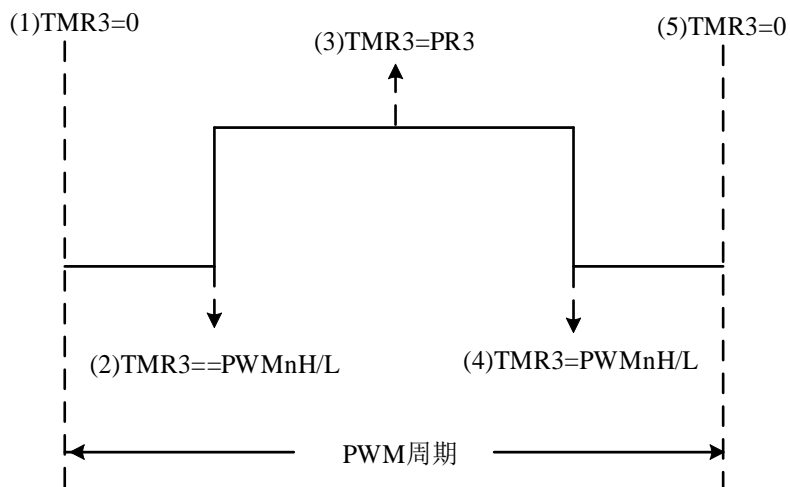 (1)TMR3=0
(3)TMR3=PR3
(5)TMR3=0
(2)TMR3==PWMnH/L
(4)TMR3=PWMnH/L
PWM周期